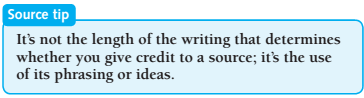 Source tip
It's not the length of the writing that determines
whether you give credit to a source; it's the use
of its phrasing or ideas.